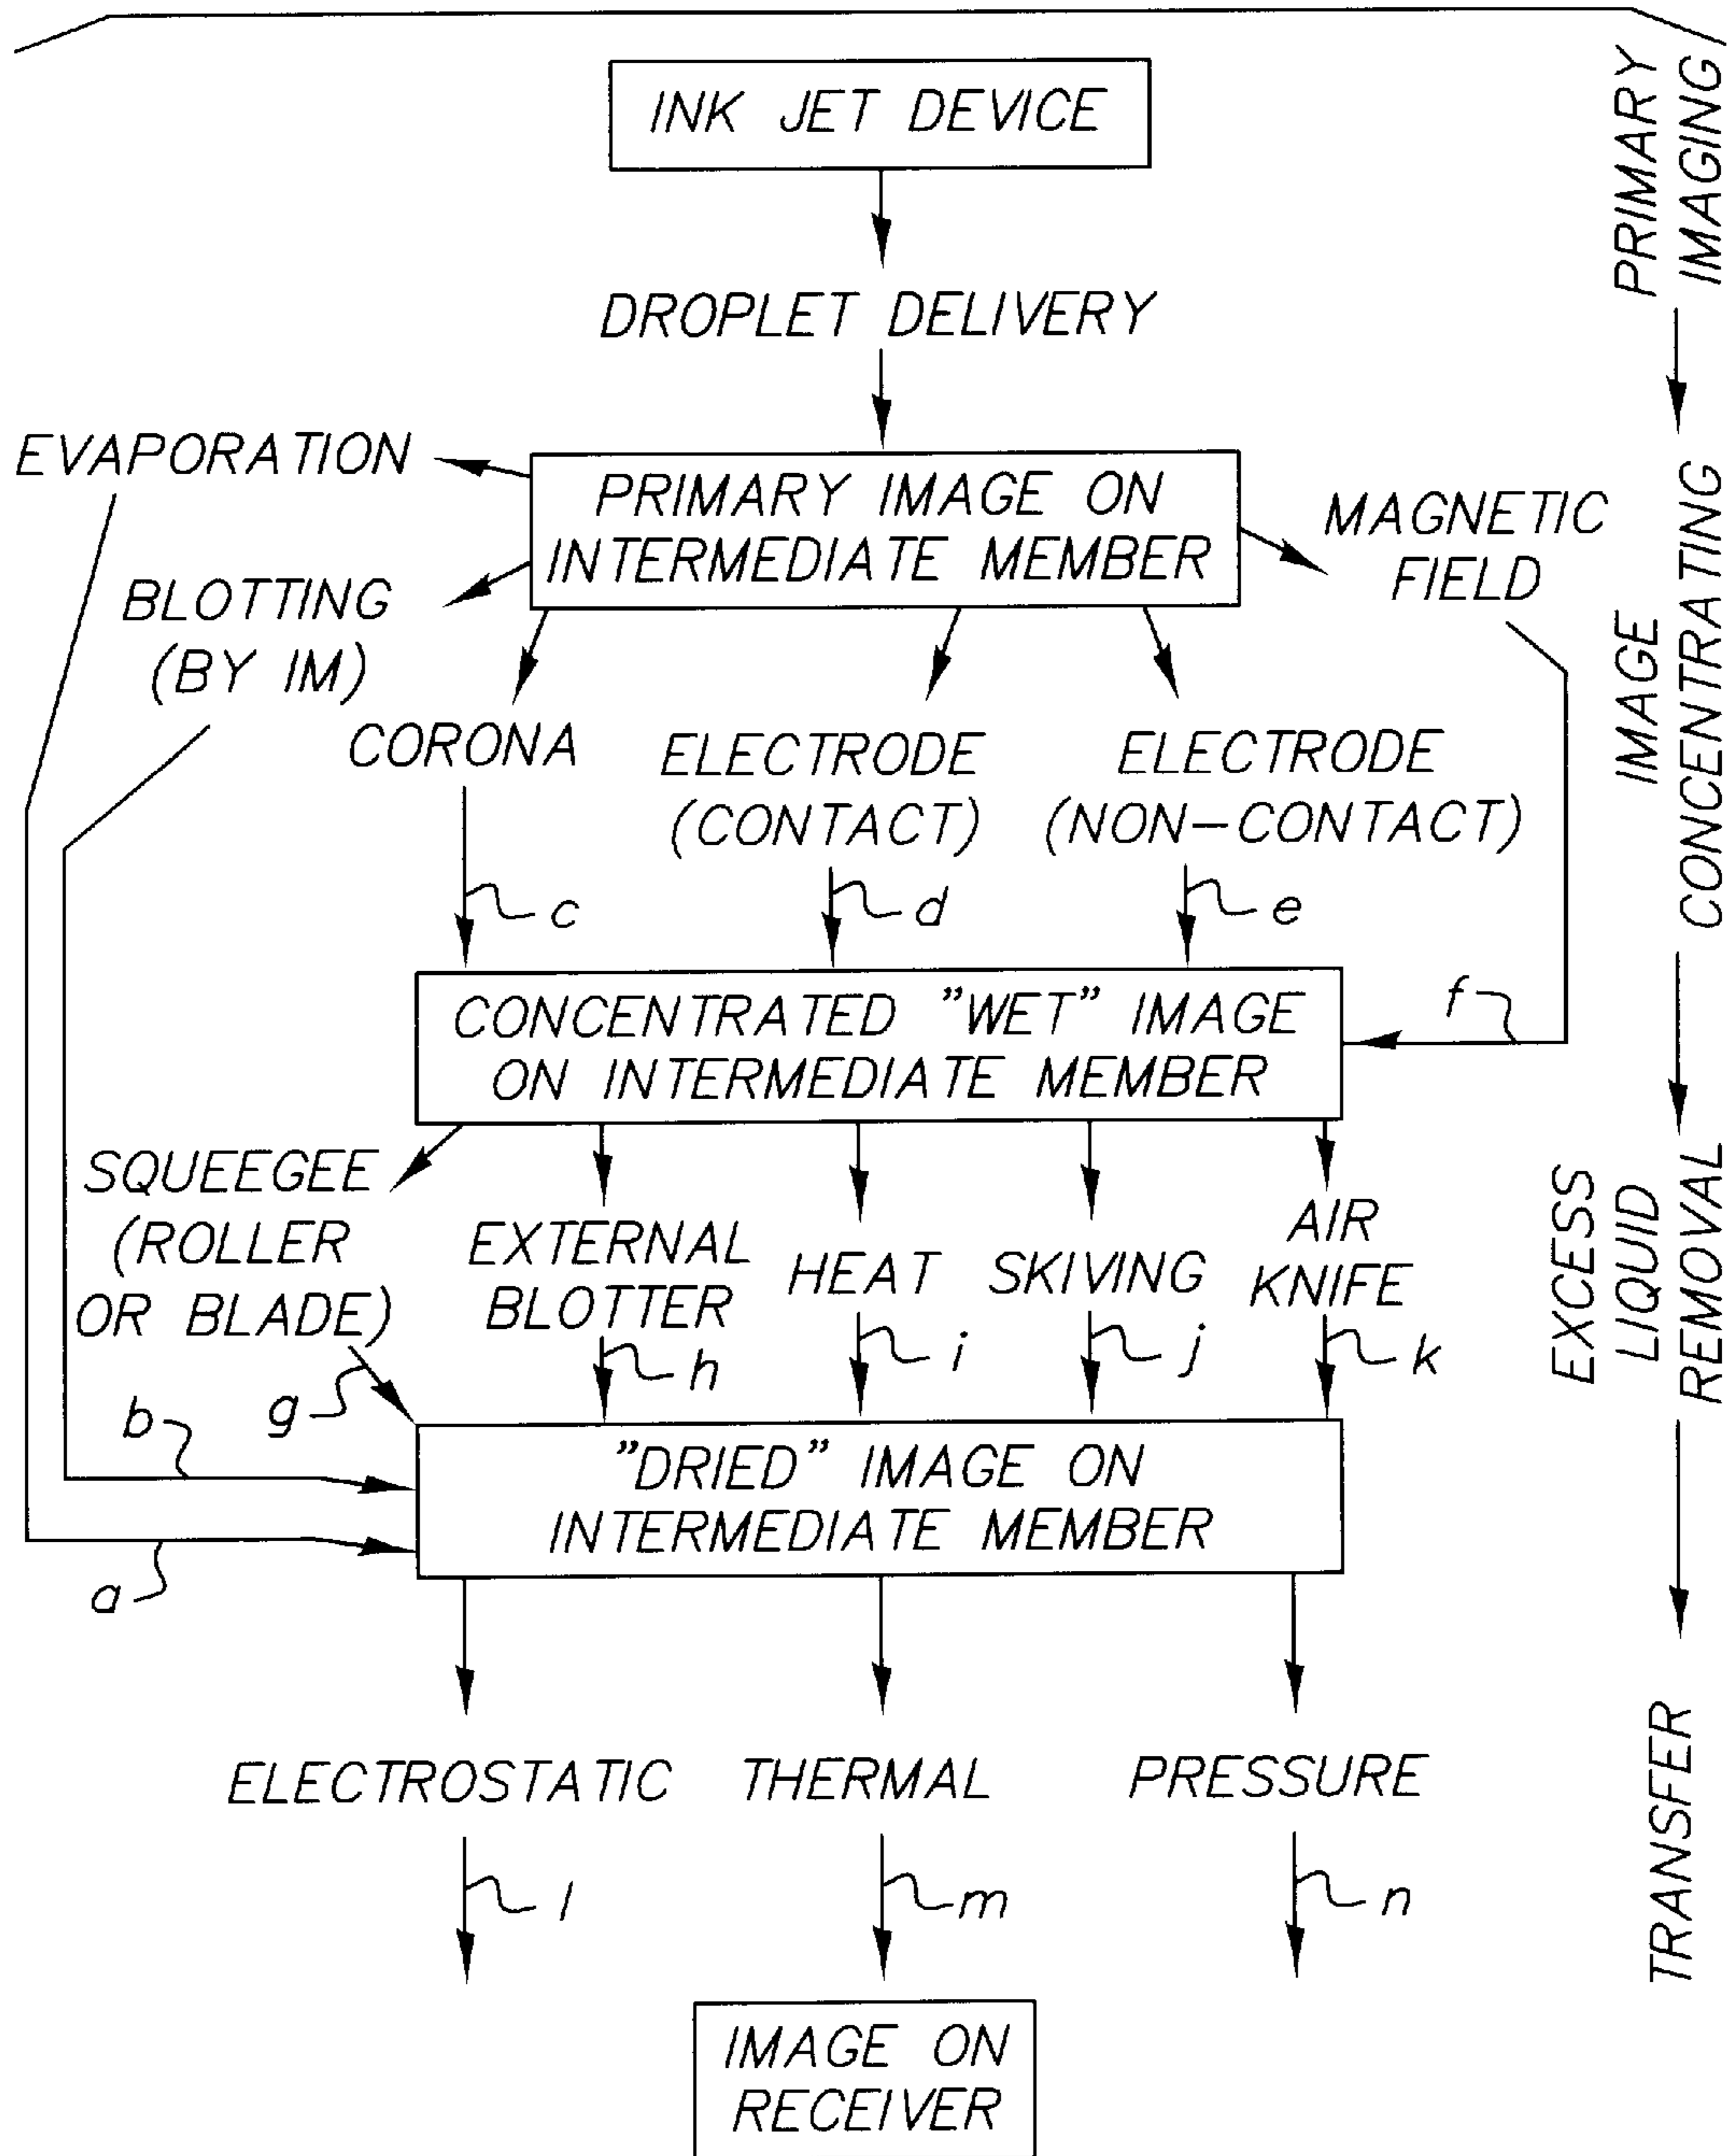 INK JET DEVICE
DROPLET DELIVERY
EVAPORATION
PRIMARY IMAGE ON
INTERMEDIATE MEMBER
MAGNETIC
FIELD
BLOTTING
(BY IM)
CORONA
ELECTRODE
(CONTACT)
ELECTRODE
(NON-CONTACT)
c
d
e
f
CONCENTRATED "WET" IMAGE
ON INTERMEDIATE MEMBER
SQUEEGEE
(ROLLER
OR BLADE)
EXTERNAL
BLOTTER
HEAT
SKIVING
AIR
KNIFE
g
h
i
j
k
b
a
"DRIED" IMAGE ON
INTERMEDIATE MEMBER
ELECTROSTATIC
THERMAL
PRESSURE
l
m
n
IMAGE ON
RECEIVER
PRIMARY
IMAGING
IMAGE
CONCENTRATING
EXCESS
LIQUID
REMOVAL
TRANSFER